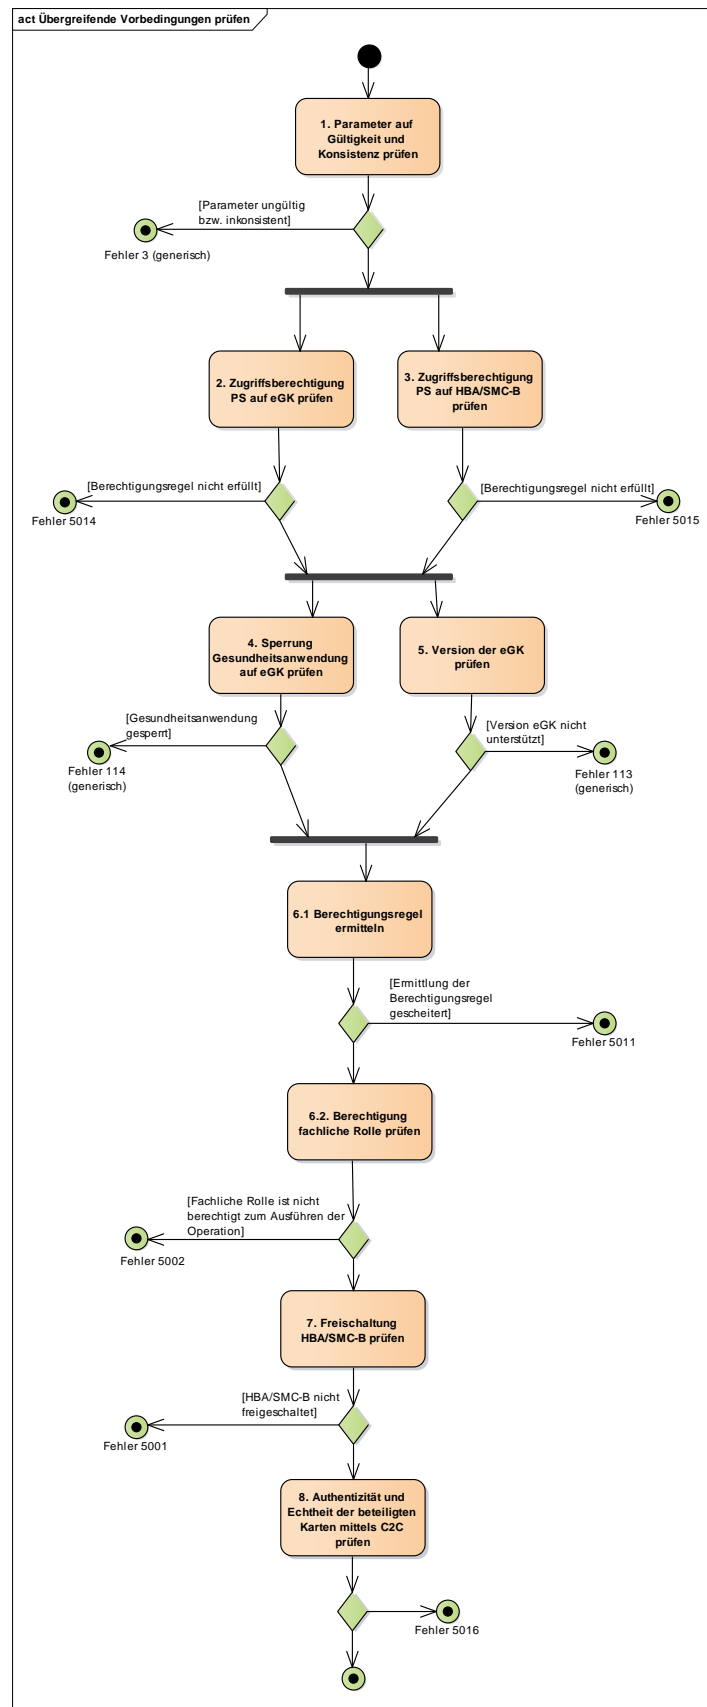 act Übergreifende Vorbedingungen prüfen
1. Parameter auf
Gültigkeit und
Konsistenz prüfen
[Parameter ungültig
bzw. inkonsistent]
Fehler 3 (generisch)
2. Zugriffsberechtigung
PS auf eGK prüfen
3. Zugriffsberechtigung
PS auf HBA/SMC-B
prüfen
[Berechtigungsregel nicht erfüllt]
Fehler 5014
[Berechtigungsregel nicht erfüllt]
Fehler 5015
4. Sperrung
Gesundheitsanwendung
auf eGK prüfen
5. Version der eGK
prüfen
[Gesundheitsanwendung
gesperrt]
Fehler 114
(generisch)
[Version eGK nicht
unterstützt]
Fehler 113
(generisch)
6.1 Berechtigungsregel
ermitteln
[Ermittlung der
Berechtigungsregel
gescheitert]
Fehler 5011
6.2. Berechtigung
fachliche Rolle prüfen
[Fachliche Rolle ist nicht
berechtigt zum Ausführen der
Operation]
Fehler 5002
7. Freischaltung
HBA/SMC-B prüfen
[HBA/SMC-B nicht
freigeschaltet]
Fehler 5001
8. Authentizität und
Echtheit der beteiligten
Karten mittels C2C
prüfen
Fehler 5016